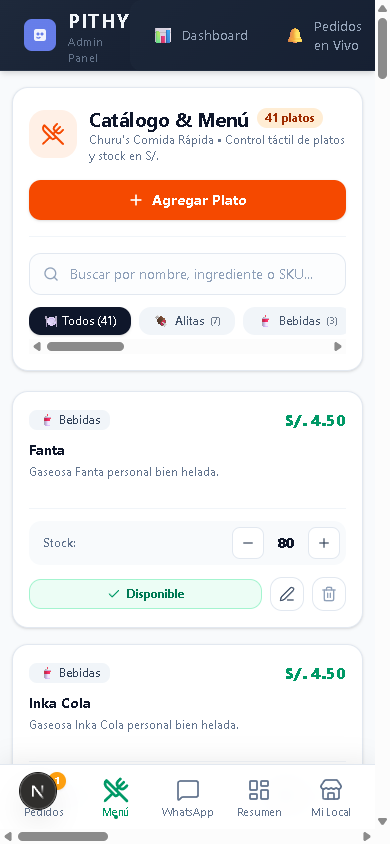 PITHY
Admin
Panel
Dashboard
Pedidos
en Vivo
Catálogo & Menú
41 platos
Churu's Comida Rápida • Control táctil de platos
y stock en S/.
+ Agregar Plato
Buscar por nombre, ingrediente o SKU...
Todos (41)
Alitas (7)
Bebidas (3)
Bebidas
S/. 4.50
Fanta
Gaseosa Fanta personal bien helada.
Stock:
− 80 +
Disponible
Bebidas
S/. 4.50
Inka Cola
Gaseosa Inka Cola personal bien helada.
N
1
Pedidos
Menú
WhatsApp
Resumen
Mi Local